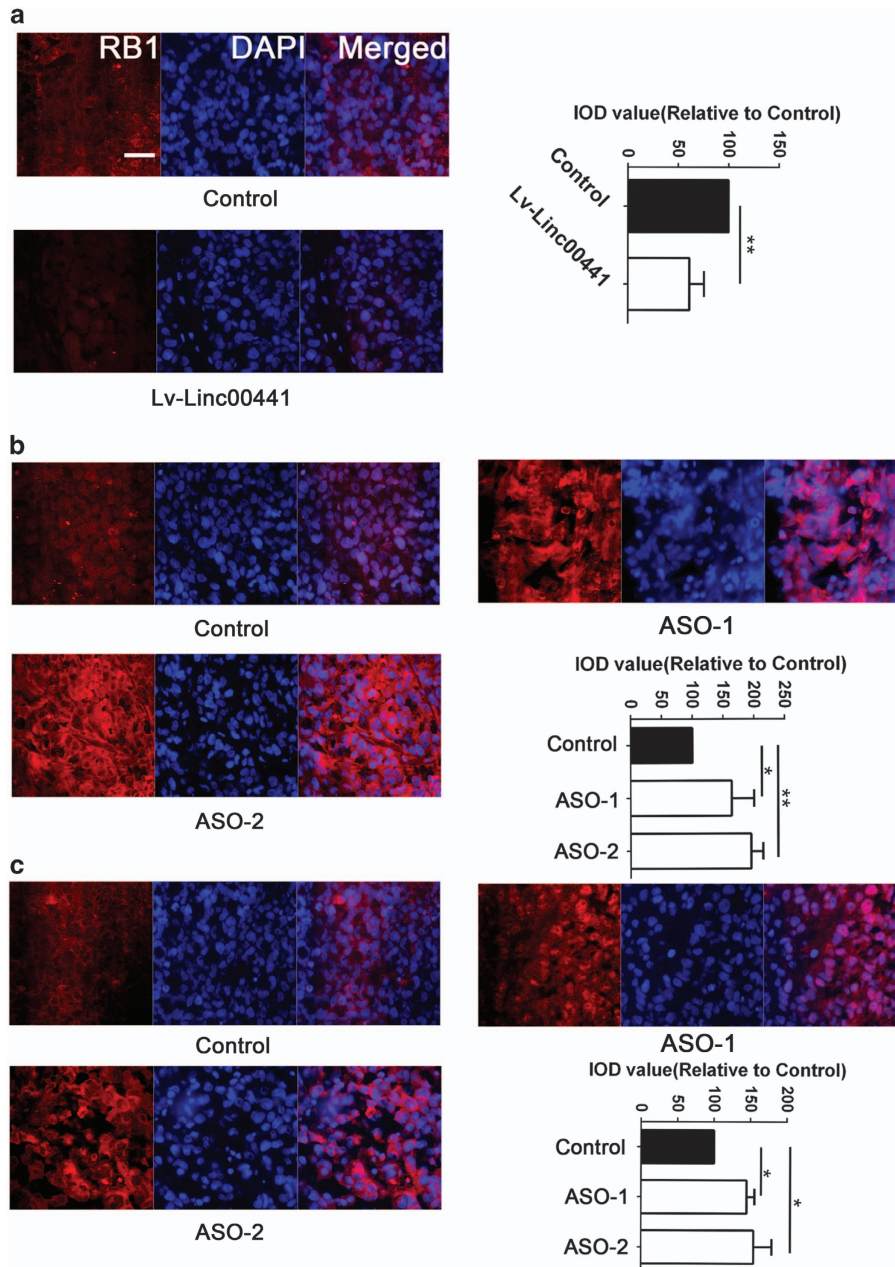 a
RB1 DAPI Merged
Control
Lv-Linc00441
IOD value(Relative to Control)
0 50 100 150
Control
Lv-Linc00441
**
b
Control
ASO-1
ASO-2
IOD value(Relative to Control)
0 50 100 150 200 250
Control
ASO-1
ASO-2
*
**
c
Control
ASO-1
ASO-2
IOD value(Relative to Control)
0 50 100 150 200
Control
ASO-1
ASO-2
*
*